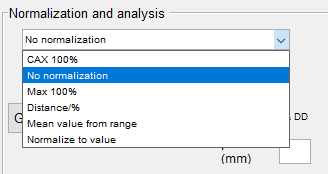 Normalization and analysis
No normalization
CAX 100%
No normalization
Max 100%
Distance/%
Mean value from range
Normalize to value
DD
(mm)